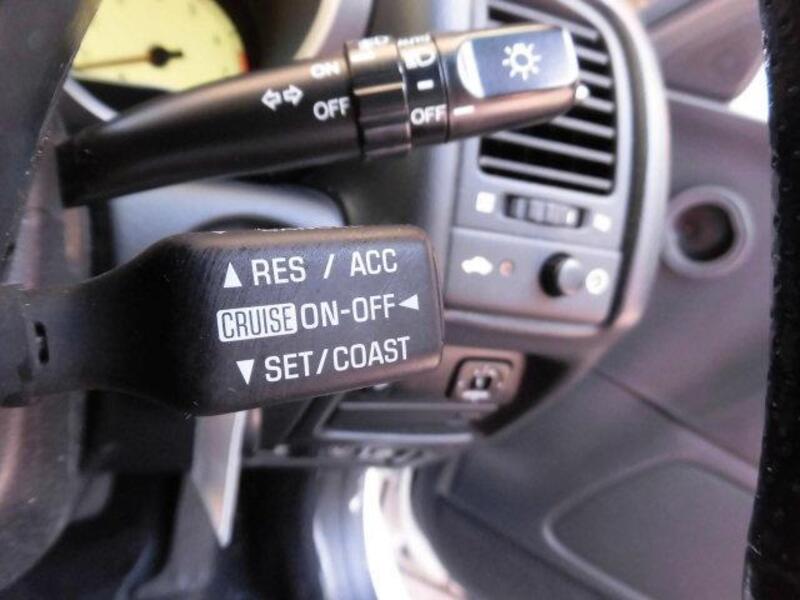 ON
OFF
OFF
▲ RES / ACC
CRUISE ON-OFF ◀
▼ SET/COAST